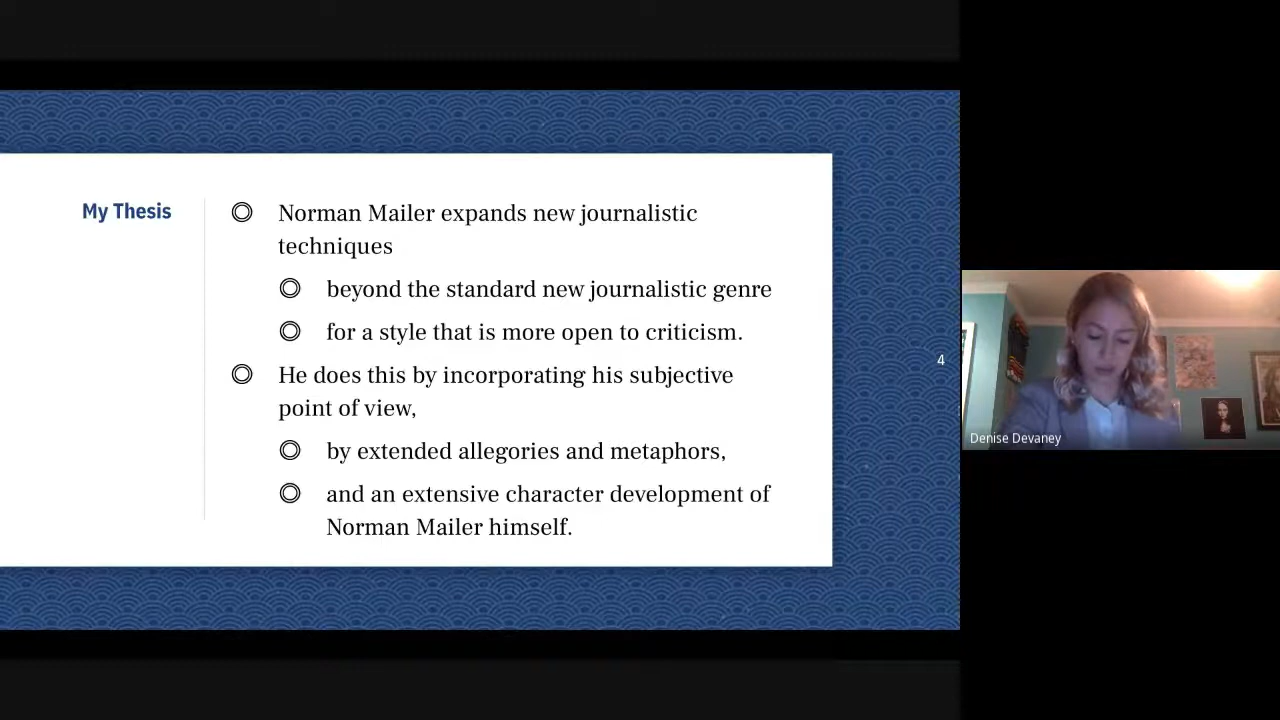 My Thesis
Norman Mailer expands new journalistic
techniques
beyond the standard new journalistic genre
for a style that is more open to criticism.
He does this by incorporating his subjective
point of view,
by extended allegories and metaphors,
and an extensive character development of
Norman Mailer himself.
4
Denise Devaney